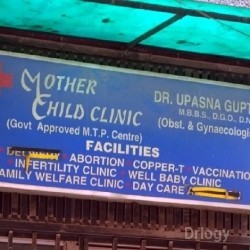 MOTHER
CHILD CLINIC
(Govt Approved M.T.P. Centre)
DR. UPASNA GUPT
M.B.B.S., D.G.O., D.N
(Obst. & Gynaecologi
FACILITIES
DELIVERY ABORTION * COPPER-T * VACCINATIO
* INFERTILITY CLINIC * WELL BABY CLINIC
AMILY WELFARE CLINIC * DAY CARE
Drlogy